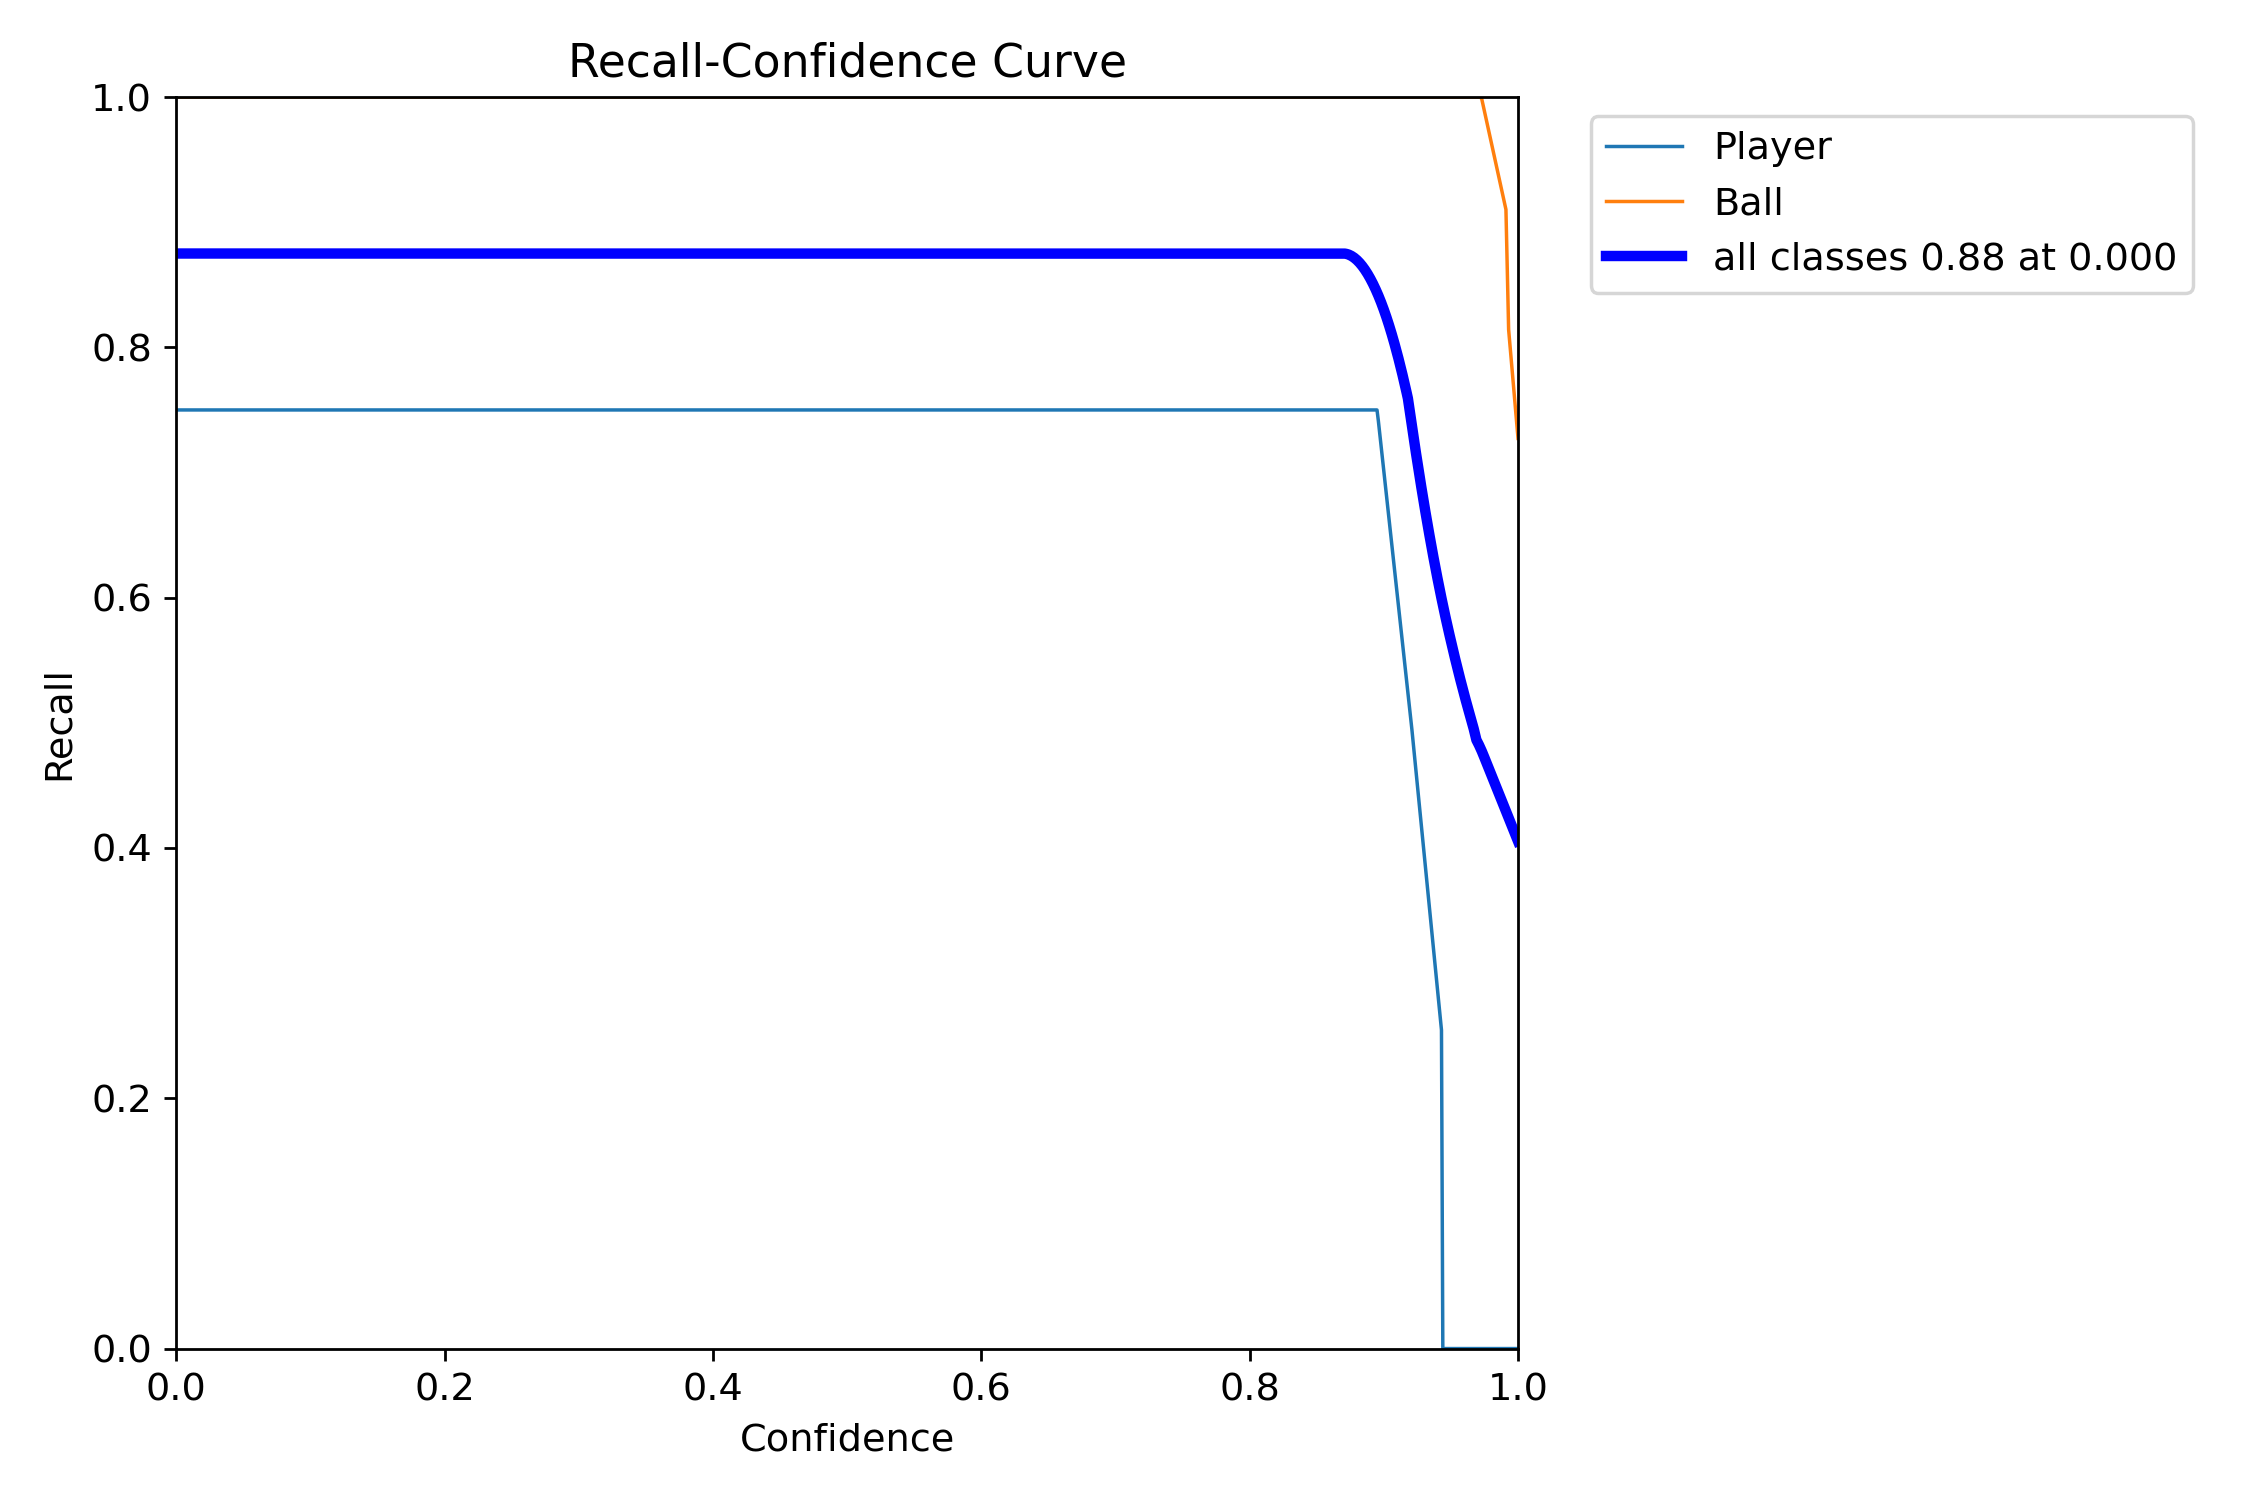 Recall-Confidence Curve
1.0
0.8
0.6
0.4
0.2
0.0
Recall
0.0 0.2 0.4 0.6 0.8 1.0
Confidence
Player
Ball
all classes 0.88 at 0.000